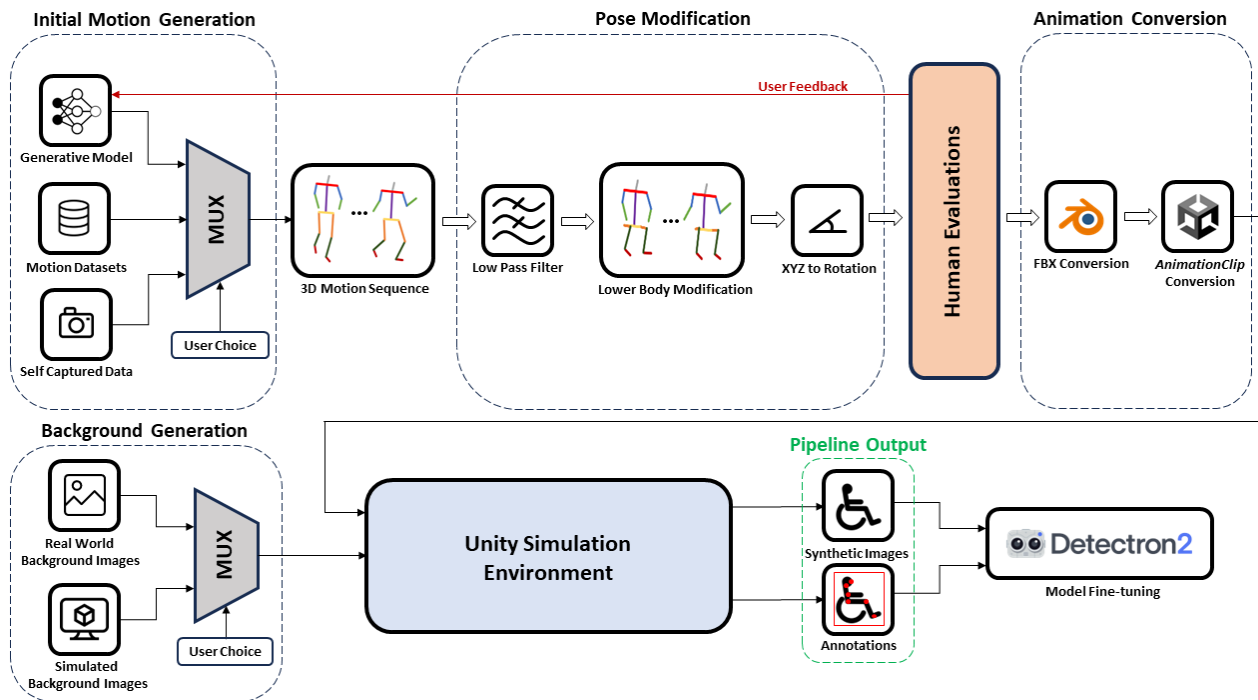 Initial Motion Generation
Pose Modification
Animation Conversion
User Feedback
Generative Model
MUX
Motion Datasets
Self Captured Data
User Choice
3D Motion Sequence
Low Pass Filter
Lower Body Modification
XYZ to Rotation
Human Evaluations
FBX Conversion
AnimationClip
Conversion
Background Generation
Real World
Background Images
MUX
Simulated
Background Images
User Choice
Unity Simulation
Environment
Pipeline Output
Synthetic Images
Annotations
Detectron2
Model Fine-tuning